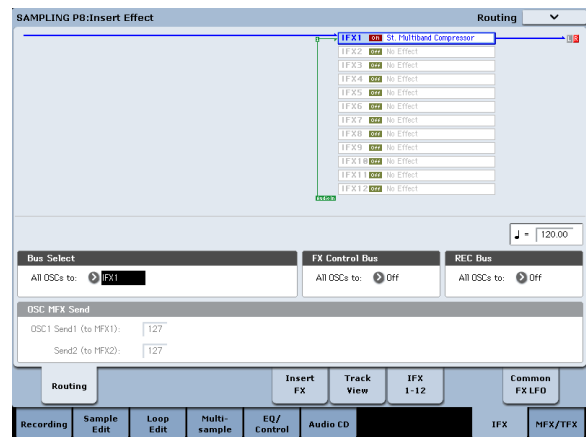 SAMPLING P8:Insert Effect Routing
IFX1 On St. Multiband Compressor L R
IFX2 Off No Effect
IFX3 Off No Effect
IFX4 Off No Effect
IFX5 Off No Effect
IFX6 Off No Effect
IFX7 Off No Effect
IFX8 Off No Effect
IFX9 Off No Effect
IFX10 Off No Effect
IFX11 Off No Effect
IFX12 Off No Effect
AudioIn
♩ = 120.00
Bus Select FX Control Bus REC Bus
All OSCs to: IFX1 All OSCs to: Off All OSCs to: Off
OSC MFX Send
OSC1 Send1 (to MFX1): 127
Send2 (to MFX2): 127
Routing Insert FX Track View IFX 1-12 Common FX LFO
Recording Sample Edit Loop Edit Multi-sample EQ/Control Audio CD IFX MFX/TFX